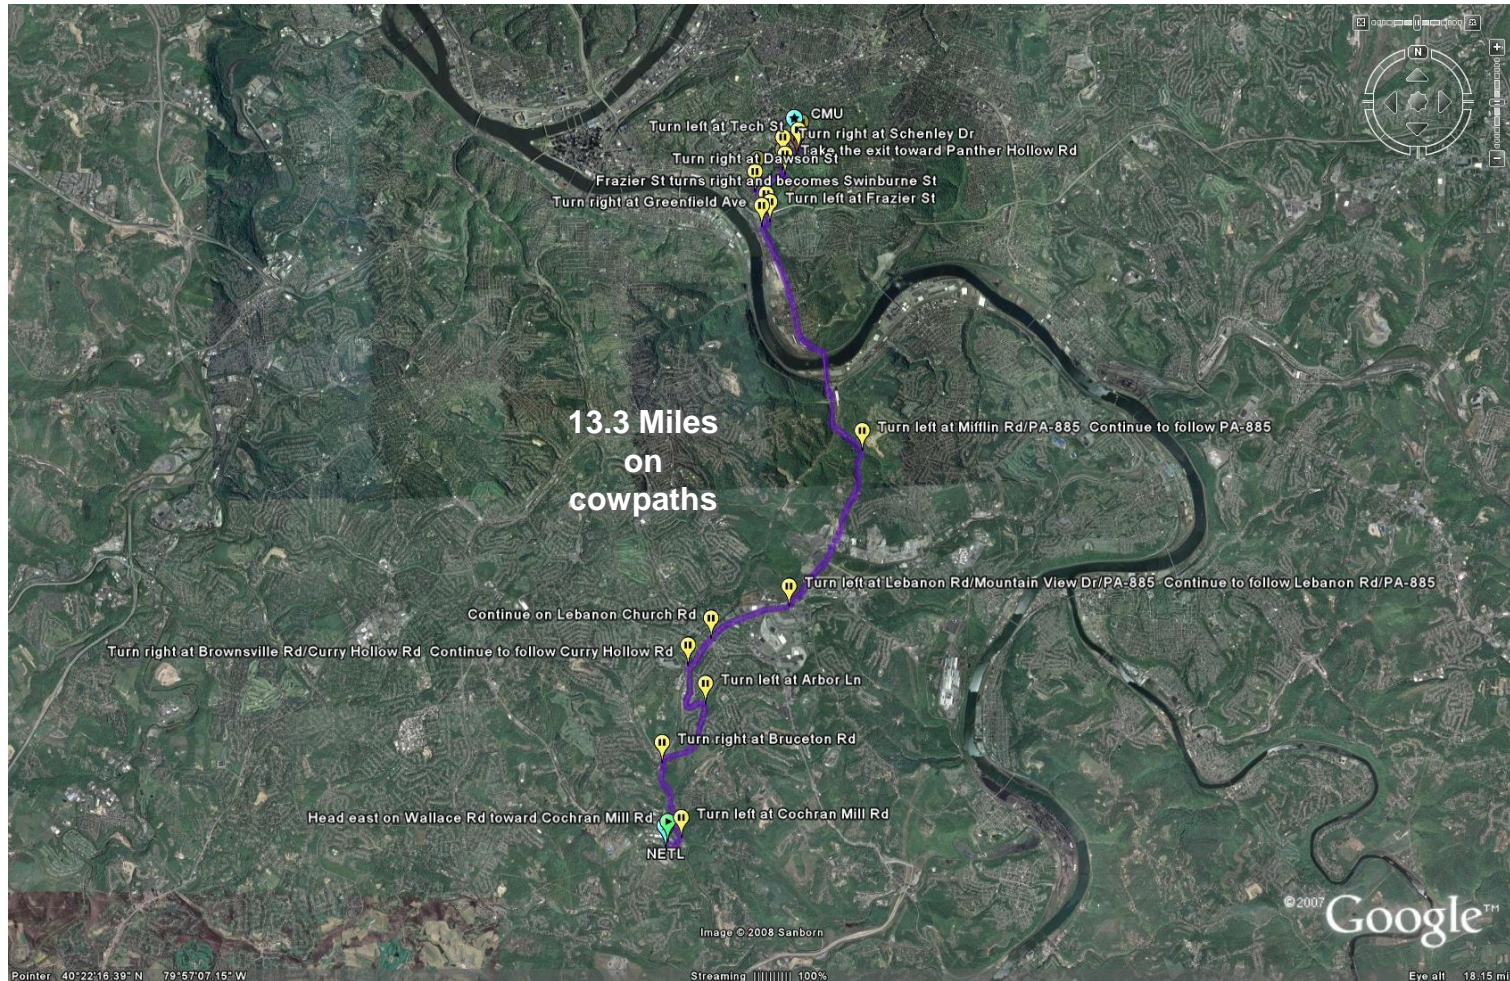 N
CMU
Turn left at Tech St
Turn right at Schenley Dr
Take the exit toward Panther Hollow Rd
Turn right at Dawson St
Frazier St turns right and becomes Swinburne St
Turn right at Greenfield Ave
Turn left at Frazier St
13.3 Miles
on
cowpaths
Turn left at Mifflin Rd/PA-885 Continue to follow PA-885
Turn left at Lebanon Rd/Mountain View Dr/PA-885 Continue to follow Lebanon Rd/PA-885
Continue on Lebanon Church Rd
Turn right at Brownsville Rd/Curry Hollow Rd Continue to follow Curry Hollow Rd
Turn left at Arbor Ln
Turn right at Bruceton Rd
Head east on Wallace Rd toward Cochran Mill Rd
Turn left at Cochran Mill Rd
NETL
©2007 Google™
Image © 2008 Sanborn
Pointer 40°22'16.39" N 79°57'07.15" W Streaming ||||||||| 100% Eye alt 18.15 mi